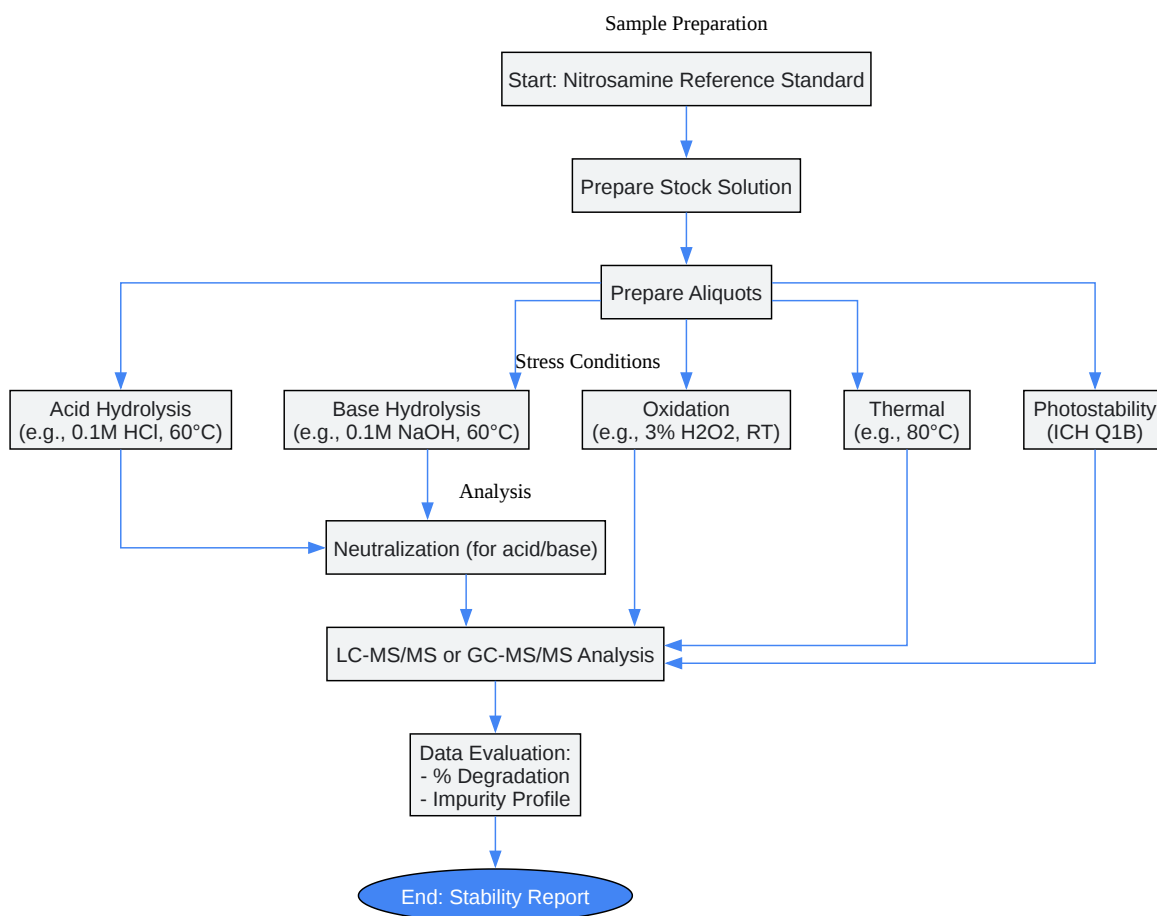 Sample Preparation
Start: Nitrosamine Reference Standard
Prepare Stock Solution
Prepare Aliquots
Stress Conditions
Acid Hydrolysis
(e.g., 0.1M HCl, 60°C)
Base Hydrolysis
(e.g., 0.1M NaOH, 60°C)
Oxidation
(e.g., 3% H2O2, RT)
Thermal
(e.g., 80°C)
Photostability
(ICH Q1B)
Analysis
Neutralization (for acid/base)
LC-MS/MS or GC-MS/MS Analysis
Data Evaluation:
- % Degradation
- Impurity Profile
End: Stability Report